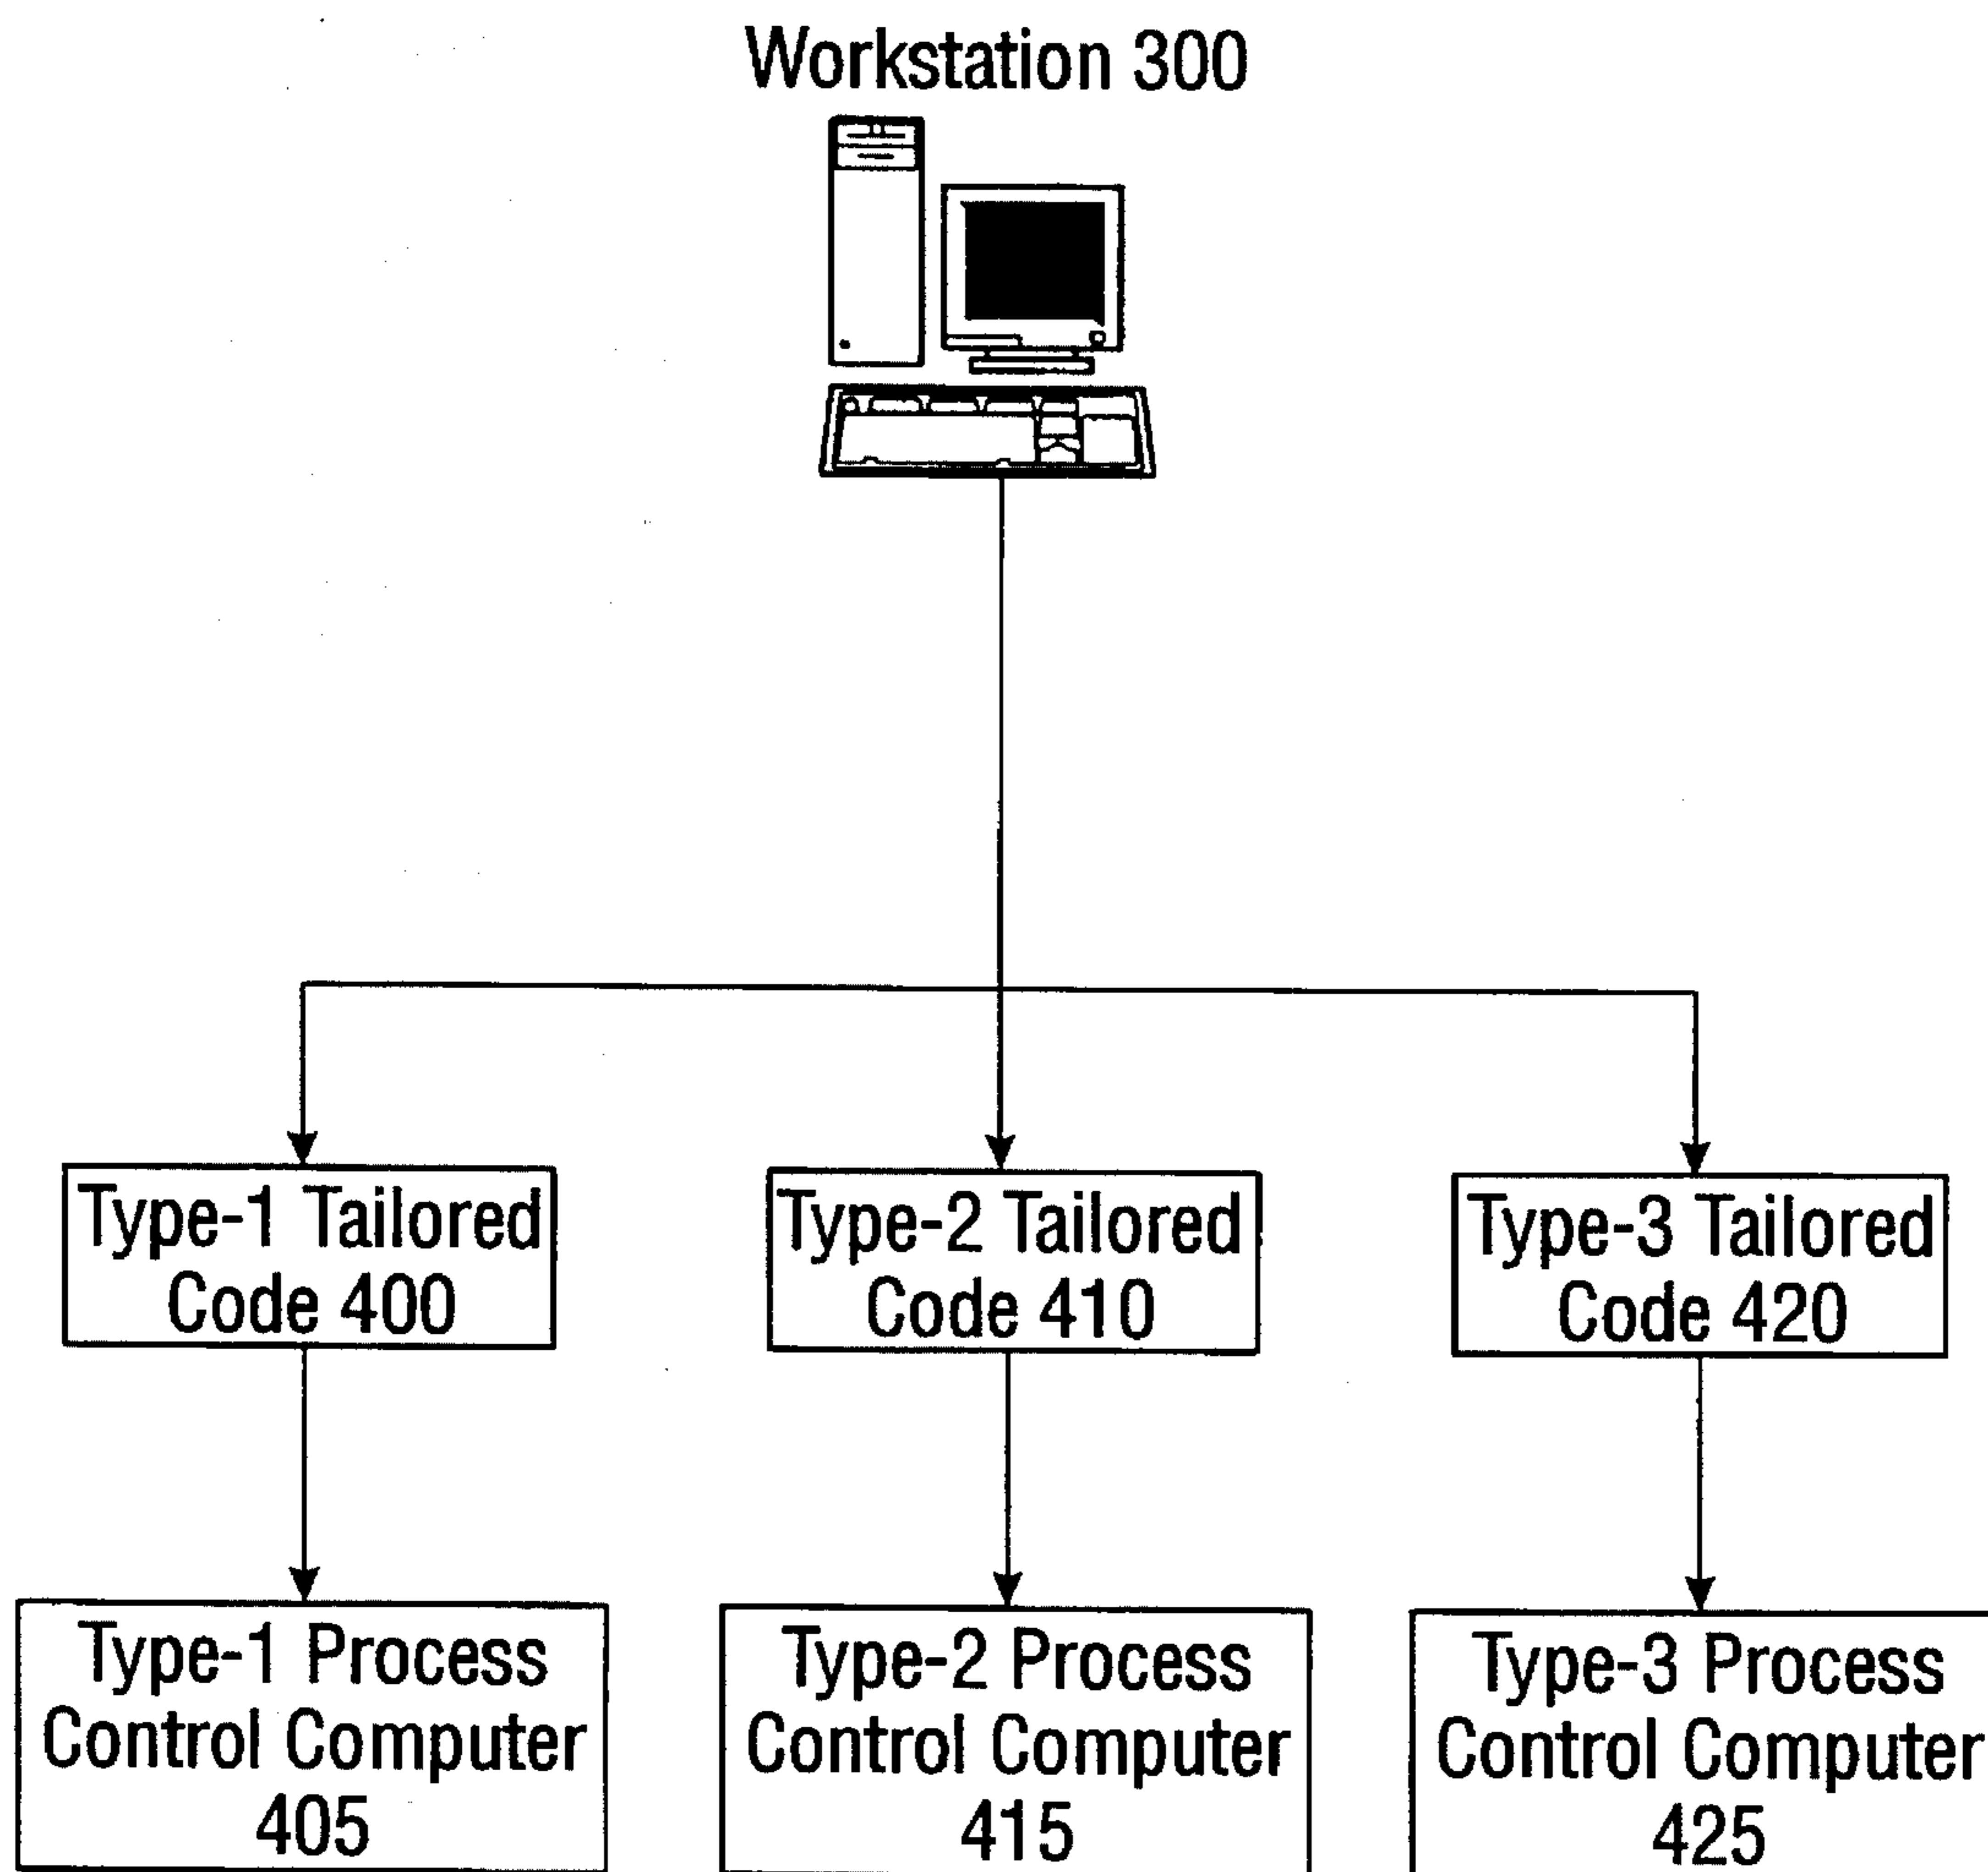 Workstation 300
Type-1 Tailored
Code 400
Type-2 Tailored
Code 410
Type-3 Tailored
Code 420
Type-1 Process
Control Computer
405
Type-2 Process
Control Computer
415
Type-3 Process
Control Computer
425